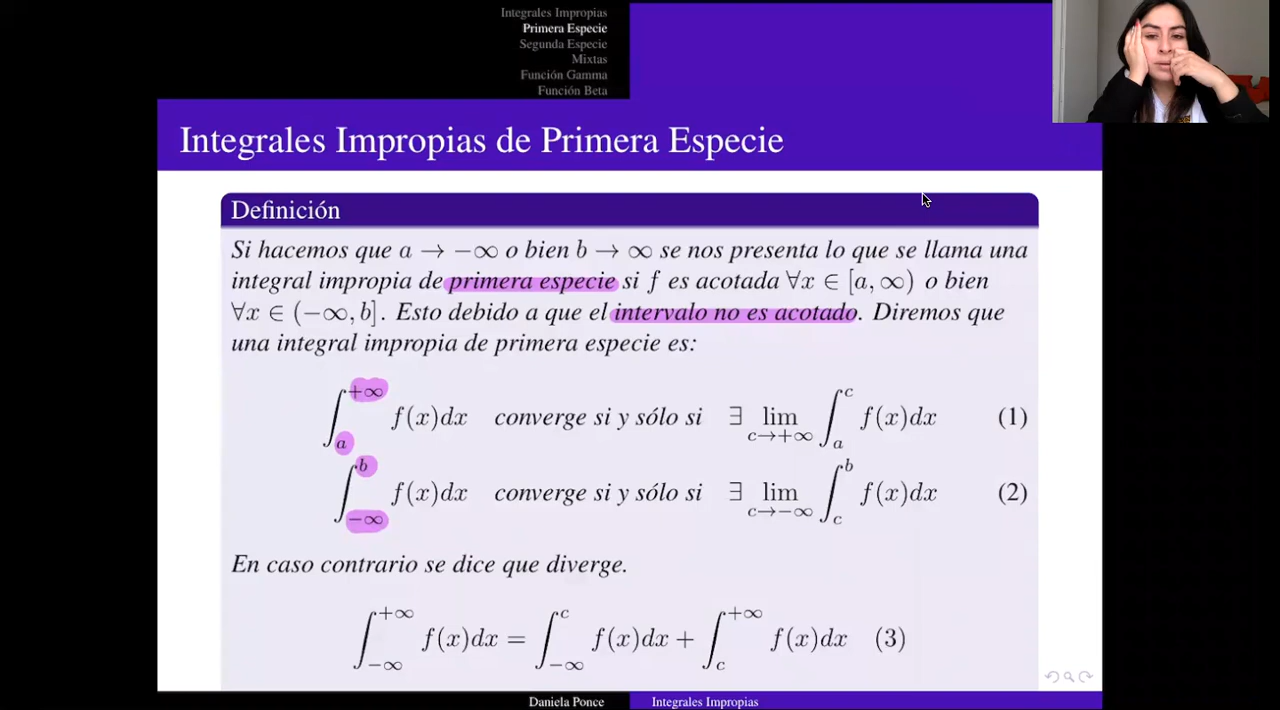 Integrales Impropias
Primera Especie
Segunda Especie
Mixtas
Función Gamma
Función Beta
Integrales Impropias de Primera Especie
Definición
Si hacemos que a → −∞ o bien b → ∞ se nos presenta lo que se llama una
integral impropia de primera especie si f es acotada ∀x ∈ [a, ∞) o bien
∀x ∈ (−∞, b]. Esto debido a que el intervalo no es acotado. Diremos que
una integral impropia de primera especie es:
∫_a^{+∞} f(x)dx converge si y sólo si ∃ lim_{c→+∞} ∫_a^c f(x)dx (1)
∫_{−∞}^b f(x)dx converge si y sólo si ∃ lim_{c→−∞} ∫_c^b f(x)dx (2)
En caso contrario se dice que diverge.
∫_{−∞}^{+∞} f(x)dx = ∫_{−∞}^c f(x)dx + ∫_c^{+∞} f(x)dx (3)
Daniela Ponce Integrales Impropias